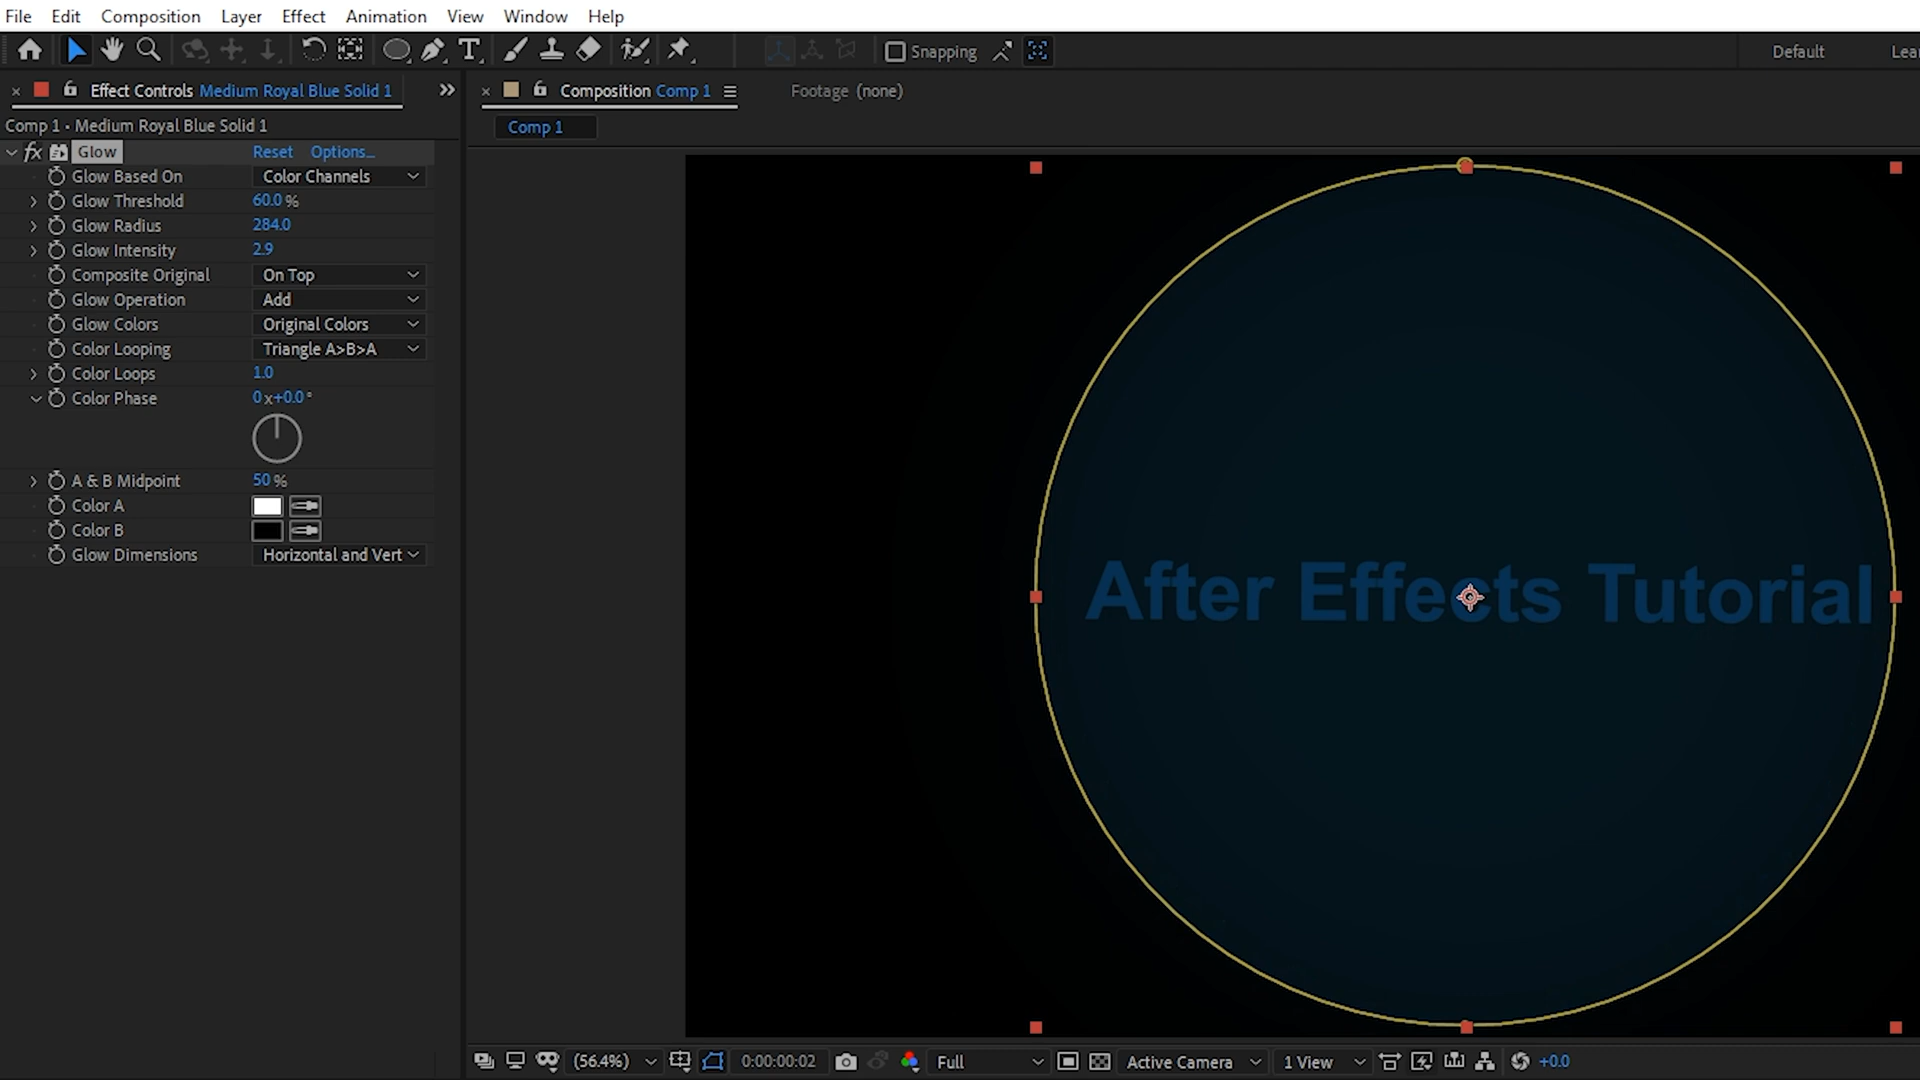 File Edit Composition Layer Effect Animation View Window Help
Snapping Default
Effect Controls Medium Royal Blue Solid 1 Composition Comp 1 Footage (none)
Comp 1 • Medium Royal Blue Solid 1 Comp 1
fx Glow Reset Options...
Glow Based On Color Channels
Glow Threshold 60.0 %
Glow Radius 284.0
Glow Intensity 2.9
Composite Original On Top
Glow Operation Add
Glow Colors Original Colors
Color Looping Triangle A>B>A
Color Loops 1.0
Color Phase 0x+0.0°
A & B Midpoint 50 %
Color A
Color B
Glow Dimensions Horizontal and Vert
After Effects Tutorial
(56.4%) 0:00:00:02 Full Active Camera 1 View +0.0